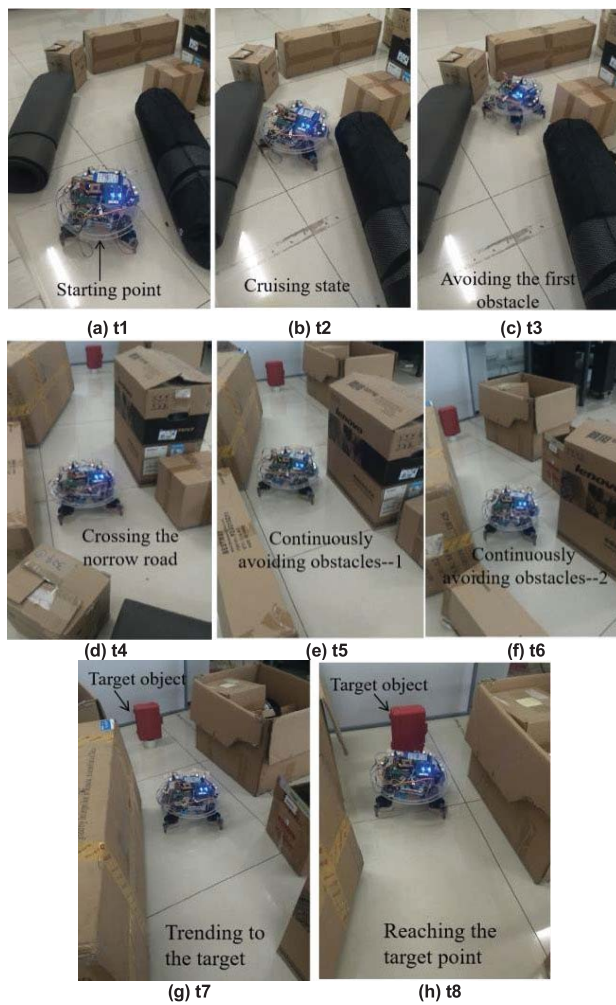 Starting point
(a) t1
Cruising state
(b) t2
Avoiding the first
obstacle
(c) t3
Crossing the
norrow road
(d) t4
lenovo
Continuously
avoiding obstacles--1
(e) t5
lenovo
Continuously
avoiding obstacles--2
(f) t6
Target object
Trending to
the target
(g) t7
Target object
Reaching the
target point
(h) t8